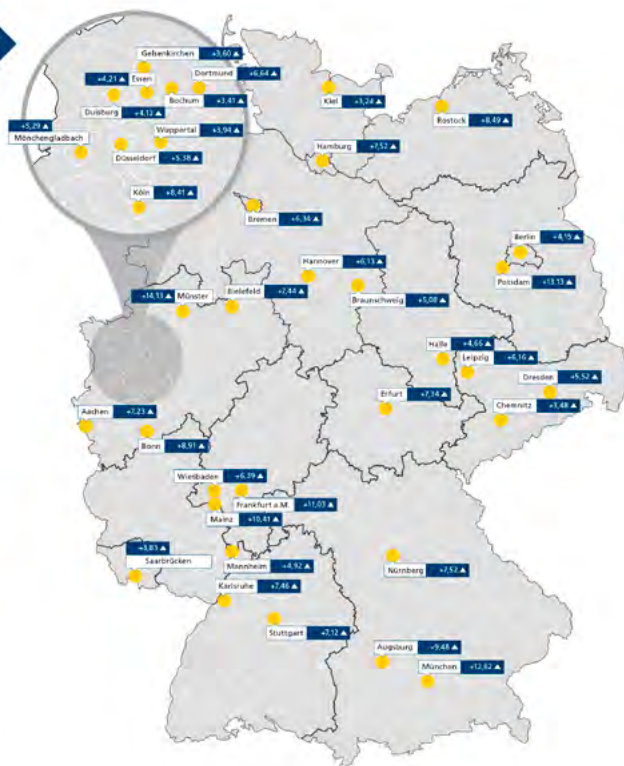 Gelsenkirchen +3,60 ▲
+4,21 ▲ Essen
Dortmund +6,64 ▲
Duisburg +4,12 ▲
Bochum +3,41 ▲
+5,29 ▲
Mönchengladbach
Wuppertal +3,94 ▲
Düsseldorf +5,38 ▲
Köln +8,41 ▲
Kiel +3,24 ▲
Rostock +8,49 ▲
Hamburg +7,52 ▲
Bremen +6,34 ▲
Berlin +4,15 ▲
Potsdam +13,13 ▲
Hannover +6,13 ▲
Braunschweig +5,08 ▲
+14,13 ▲ Münster
Bielefeld +7,44 ▲
Halle +4,66 ▲
Leipzig +6,16 ▲
Dresden +5,52 ▲
Chemnitz +3,48 ▲
Erfurt +7,34 ▲
Aachen +7,23 ▲
Bonn +8,91 ▲
Wiesbaden +6,39 ▲
Frankfurt a.M. +11,03 ▲
Mainz +10,41 ▲
+3,83 ▲
Saarbrücken
Mannheim +4,92 ▲
Karlsruhe +7,46 ▲
Nürnberg +7,52 ▲
Stuttgart +7,12 ▲
Augsburg +9,48 ▲
München +12,82 ▲